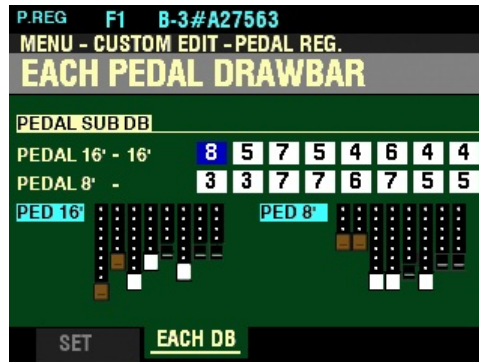 P.REG F1 B-3#A27563
MENU - CUSTOM EDIT - PEDAL REG.
EACH PEDAL DRAWBAR
PEDAL SUB DB
PEDAL 16' - 16' 8 5 7 5 4 6 4 4
PEDAL 8' - 3 3 7 7 6 7 5 5
PED 16' PED 8'
SET EACH DB